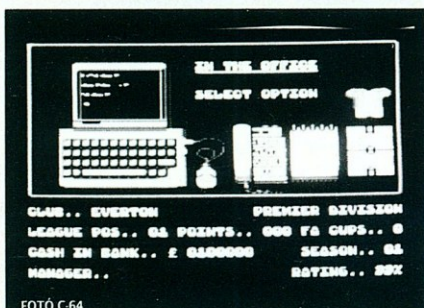 IN THE OFFICE
SELECT OPTION
CLUB.. EVERTON PREMIER DIVISION
LEAGUE POS.. 01 POINTS.. 000 FA CUPS.. 0
CASH IN BANK.. £ 0100000 SEASON.. 01
MANAGER.. RATING.. 99%
FOTÓ C-64